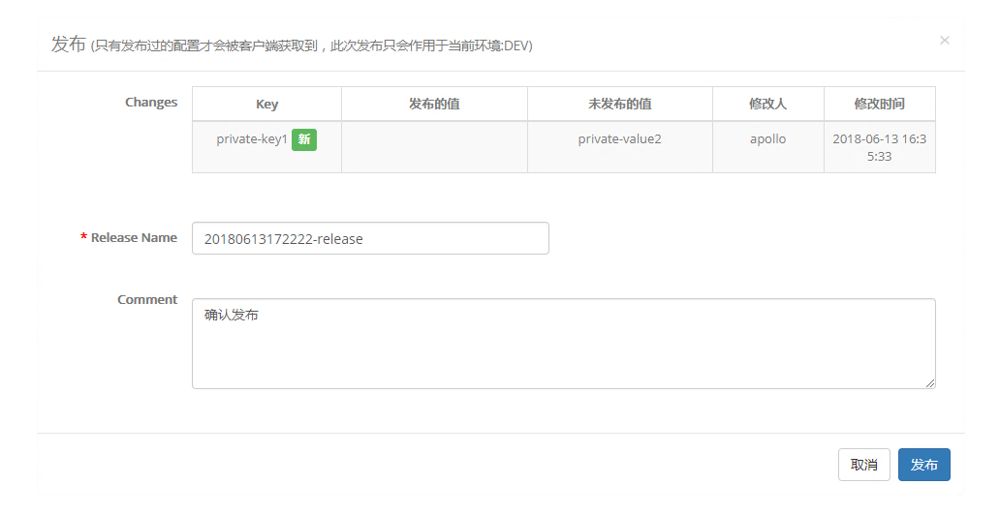 发布 (只有发布过的配置才会被客户端获取到，此次发布只会作用于当前环境:DEV) ×
Changes Key 发布的值 未发布的值 修改人 修改时间
private-key1 新 private-value2 apollo 2018-06-13 16:3
5:33
* Release Name 20180613172222-release
Comment 确认发布
取消 发布